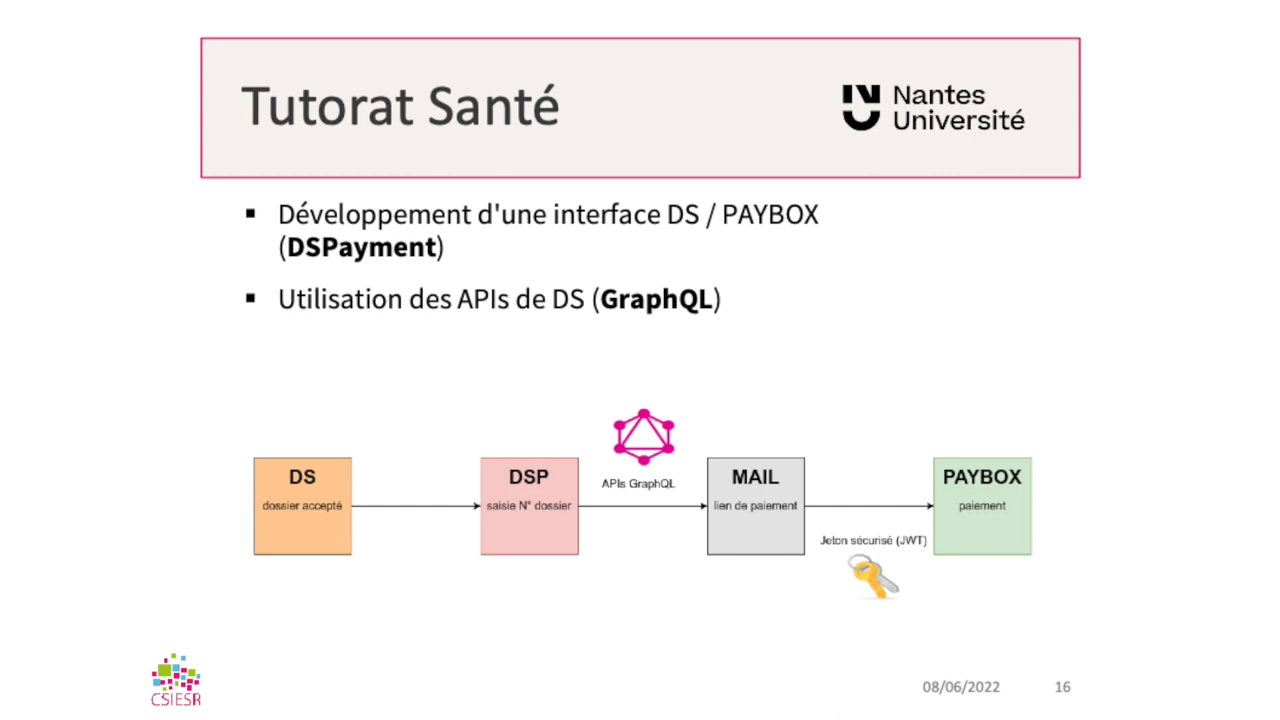 Tutorat Santé
Nantes
Université
▪ Développement d'une interface DS / PAYBOX
(DSPayment)
▪ Utilisation des APIs de DS (GraphQL)
DS
dossier accepté
DSP
saisie N° dossier
APIs GraphQL
MAIL
lien de paiement
Jeton sécurisé (JWT)
PAYBOX
paiement
CSIESR
08/06/2022
16